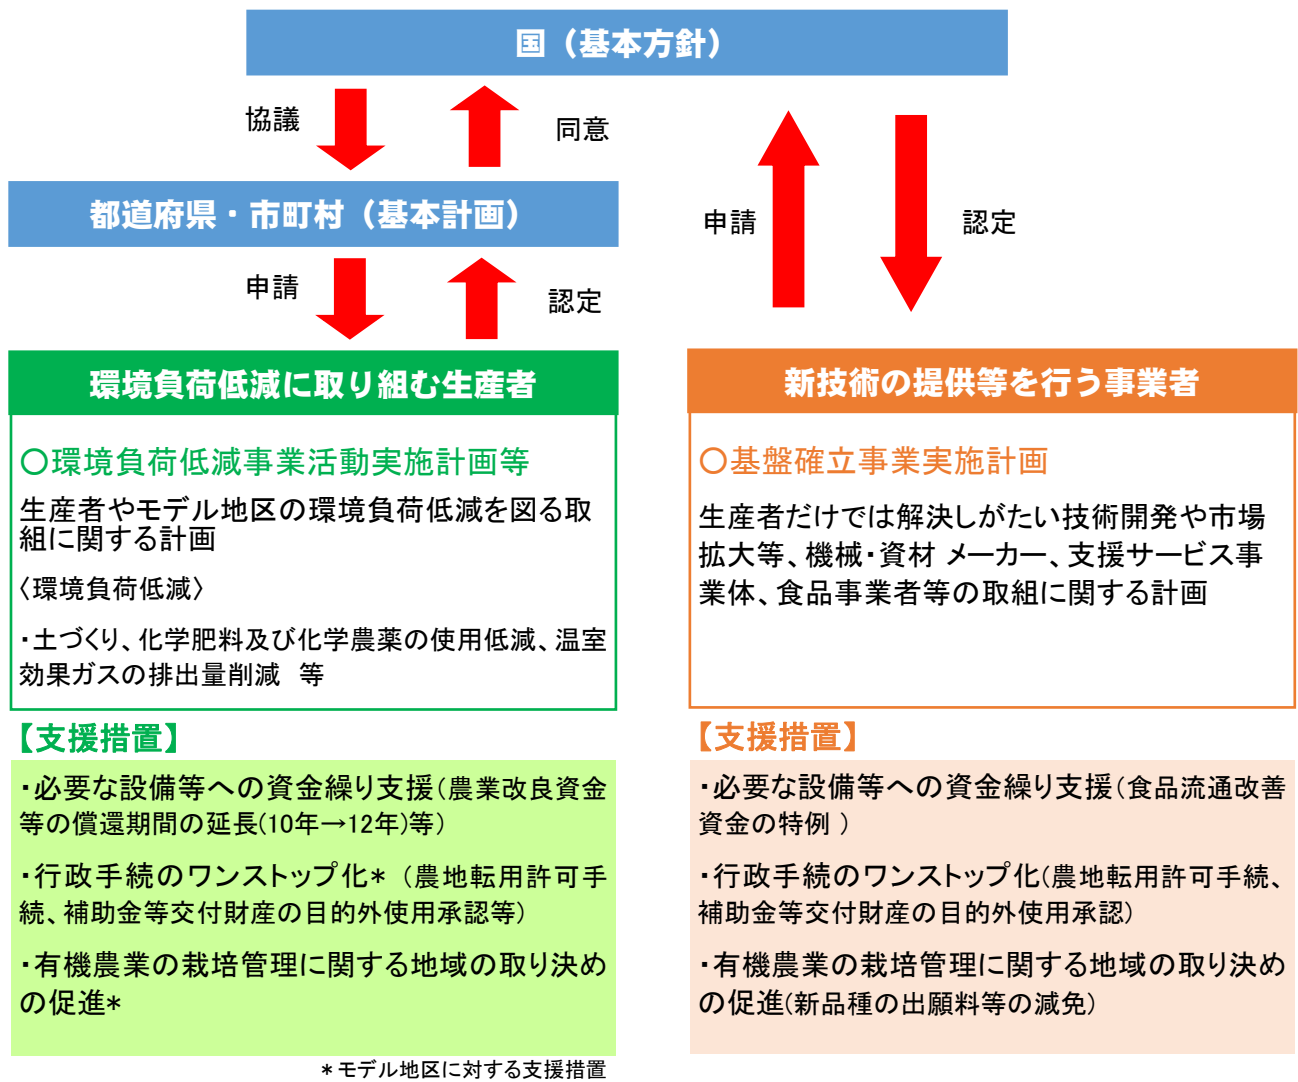 国（基本方針）
協議
同意
都道府県・市町村（基本計画）
申請
認定
申請
認定
環境負荷低減に取り組む生産者
〇環境負荷低減事業活動実施計画等
生産者やモデル地区の環境負荷低減を図る取
組に関する計画
〈環境負荷低減〉
・土づくり、化学肥料及び化学農薬の使用低減、温室
効果ガスの排出量削減　等
【支援措置】
・必要な設備等への資金繰り支援（農業改良資金
等の償還期間の延長(10年→12年)等）
・行政手続のワンストップ化*（農地転用許可手
続、補助金等交付財産の目的外使用承認等）
・有機農業の栽培管理に関する地域の取り決め
の促進*
*モデル地区に対する支援措置
新技術の提供等を行う事業者
〇基盤確立事業実施計画
生産者だけでは解決しがたい技術開発や市場
拡大等、機械・資材 メーカー、支援サービス事
業体、食品事業者等の取組に関する計画
【支援措置】
・必要な設備等への資金繰り支援（食品流通改善
資金の特例 ）
・行政手続のワンストップ化(農地転用許可手続、
補助金等交付財産の目的外使用承認）
・有機農業の栽培管理に関する地域の取り決め
の促進(新品種の出願料等の減免）